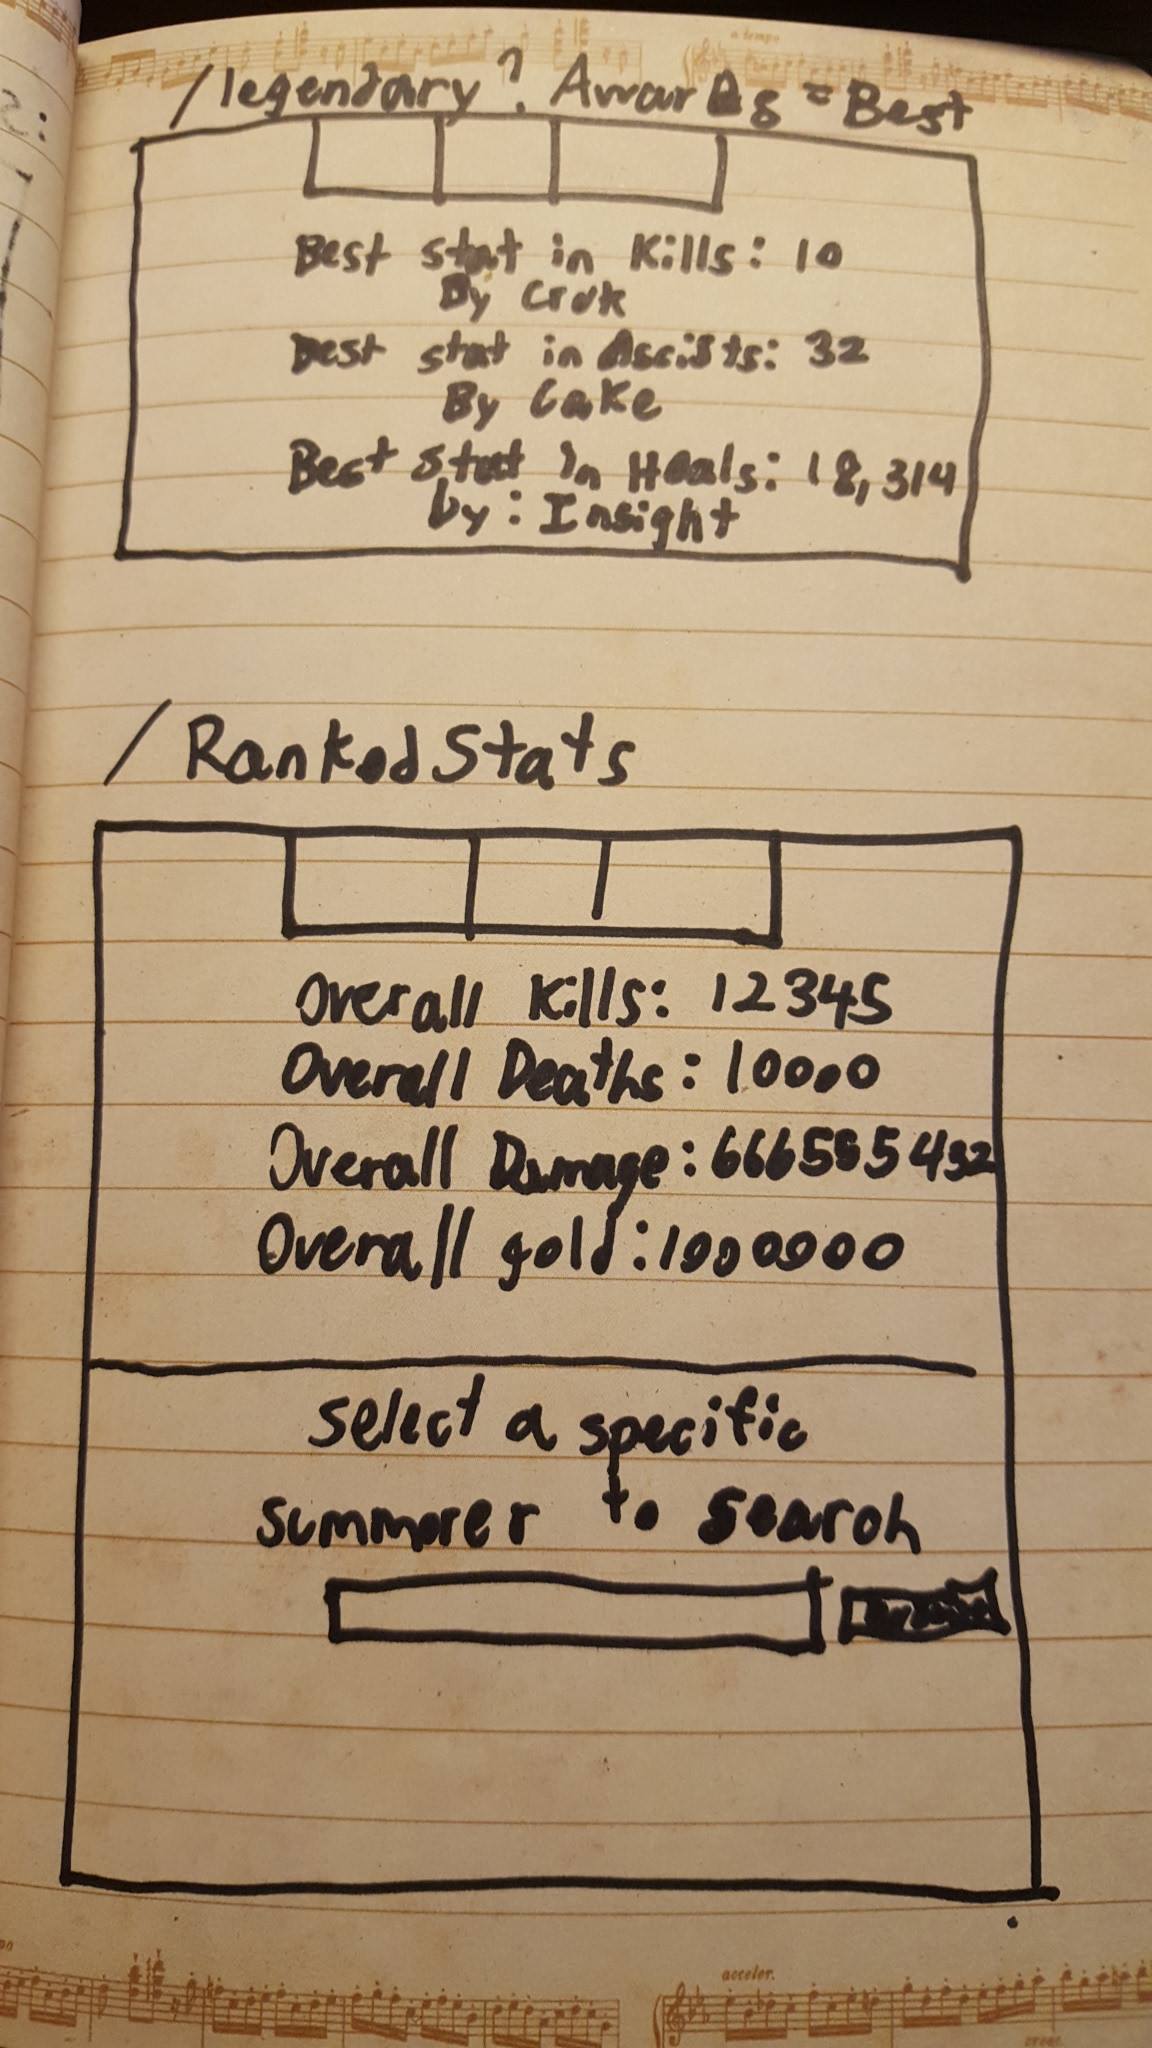 a tempo
/legendary? Awards = Best
Best stat in Kills: 10
By Crok
Best stat in Assists: 32
By Cake
Best stat in Heals: 18,314
by: Insight
/RankedStats
Overall Kills: 12345
Overall Deaths: 10000
Overall Damage: 666555432
Overall gold: 1000000
select a specific
summorer to search
acceler.